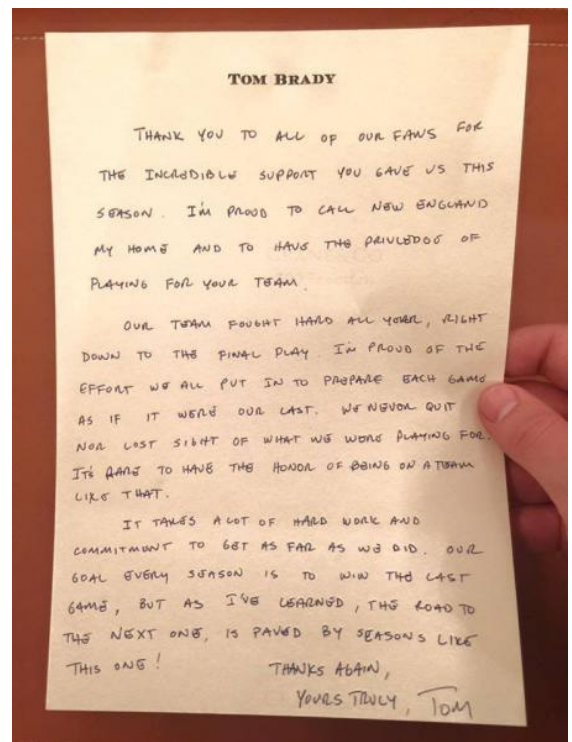 TOM BRADY
THANK YOU TO ALL OF OUR FANS FOR
THE INCREDIBLE SUPPORT YOU GAVE US THIS
SEASON. I'M PROUD TO CALL NEW ENGLAND
MY HOME AND TO HAVE THE PRIVLEDGE OF
PLAYING FOR YOUR TEAM.
OUR TEAM FOUGHT HARD ALL YEAR, RIGHT
DOWN TO THE FINAL PLAY. I'M PROUD OF THE
EFFORT WE ALL PUT IN TO PREPARE EACH GAME
AS IF IT WERE OUR LAST. WE NEVER QUIT
NOR LOST SIGHT OF WHAT WE WERE PLAYING FOR.
IT'S RARE TO HAVE THE HONOR OF BEING ON A TEAM
LIKE THAT.
IT TAKES A LOT OF HARD WORK AND
COMMITMENT TO GET AS FAR AS WE DID. OUR
GOAL EVERY SEASON IS TO WIN THE LAST
GAME, BUT AS I'VE LEARNED, THE ROAD TO
THE NEXT ONE, IS PAVED BY SEASONS LIKE
THIS ONE!
THANKS AGAIN,
YOURS TRULY, TOM